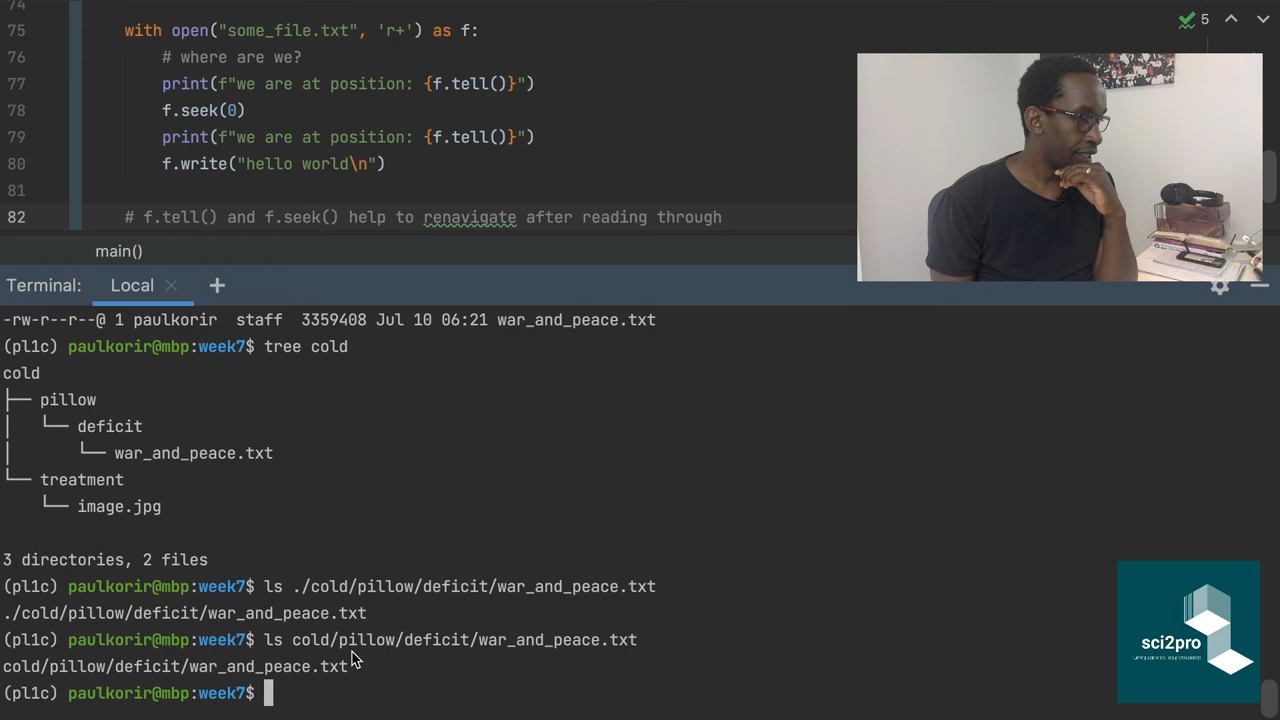 74
75 with open("some_file.txt", 'r+') as f:
76 # where are we?
77 print(f"we are at position: {f.tell()}")
78 f.seek(0)
79 print(f"we are at position: {f.tell()}")
80 f.write("hello world\n")
81
82 # f.tell() and f.seek() help to renavigate after reading through
5
main()
Terminal: Local
-rw-r--r--@ 1 paulkorir staff 3359408 Jul 10 06:21 war_and_peace.txt
(pl1c) paulkorir@mbp:week7$ tree cold
cold
├── pillow
│   └── deficit
│       └── war_and_peace.txt
└── treatment
    └── image.jpg
3 directories, 2 files
(pl1c) paulkorir@mbp:week7$ ls ./cold/pillow/deficit/war_and_peace.txt
./cold/pillow/deficit/war_and_peace.txt
(pl1c) paulkorir@mbp:week7$ ls cold/pillow/deficit/war_and_peace.txt
cold/pillow/deficit/war_and_peace.txt
(pl1c) paulkorir@mbp:week7$
sci2pro